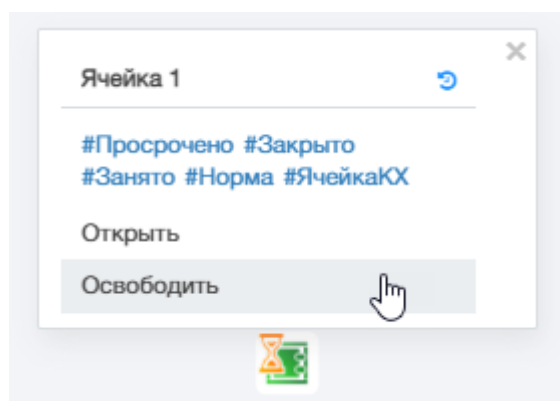 Ячейка 1
#Просрочено #Закрыто
#Занято #Норма #ЯчейкаКХ
Открыть
Освободить